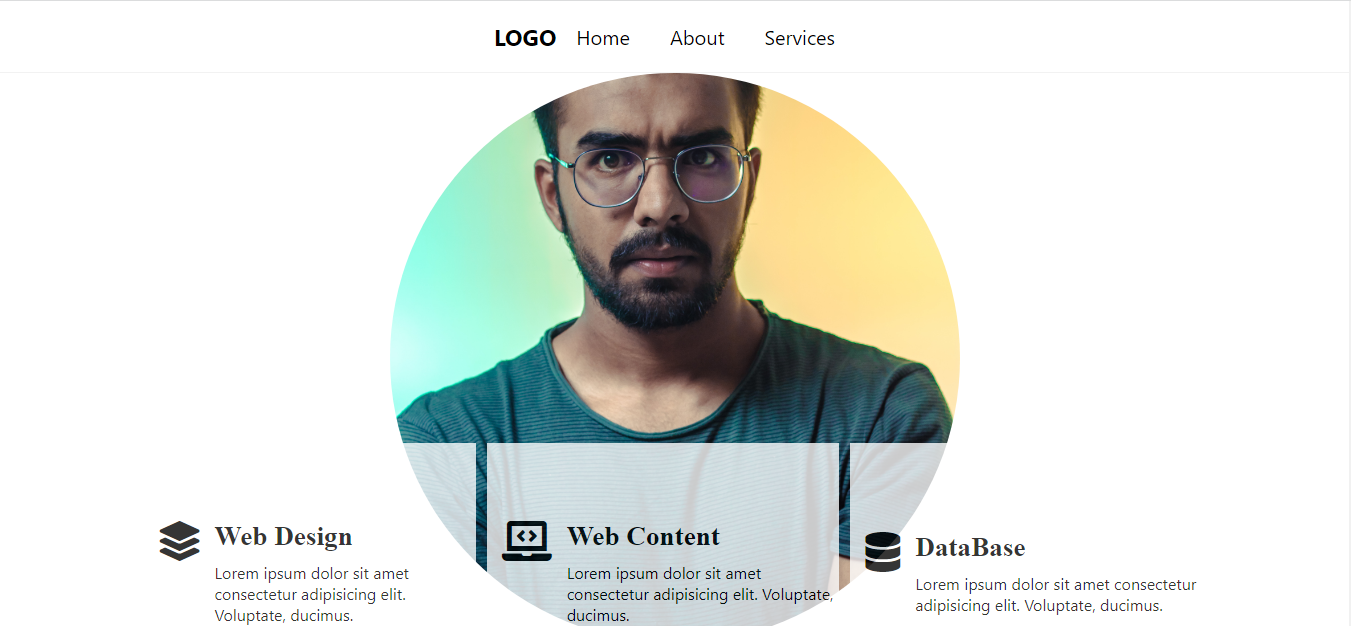 LOGO Home About Services
Web Design
Lorem ipsum dolor sit amet
consectetur adipisicing elit.
Voluptate, ducimus.
Web Content
Lorem ipsum dolor sit amet
consectetur adipisicing elit. Voluptate,
ducimus.
DataBase
Lorem ipsum dolor sit amet consectetur
adipisicing elit. Voluptate, ducimus.